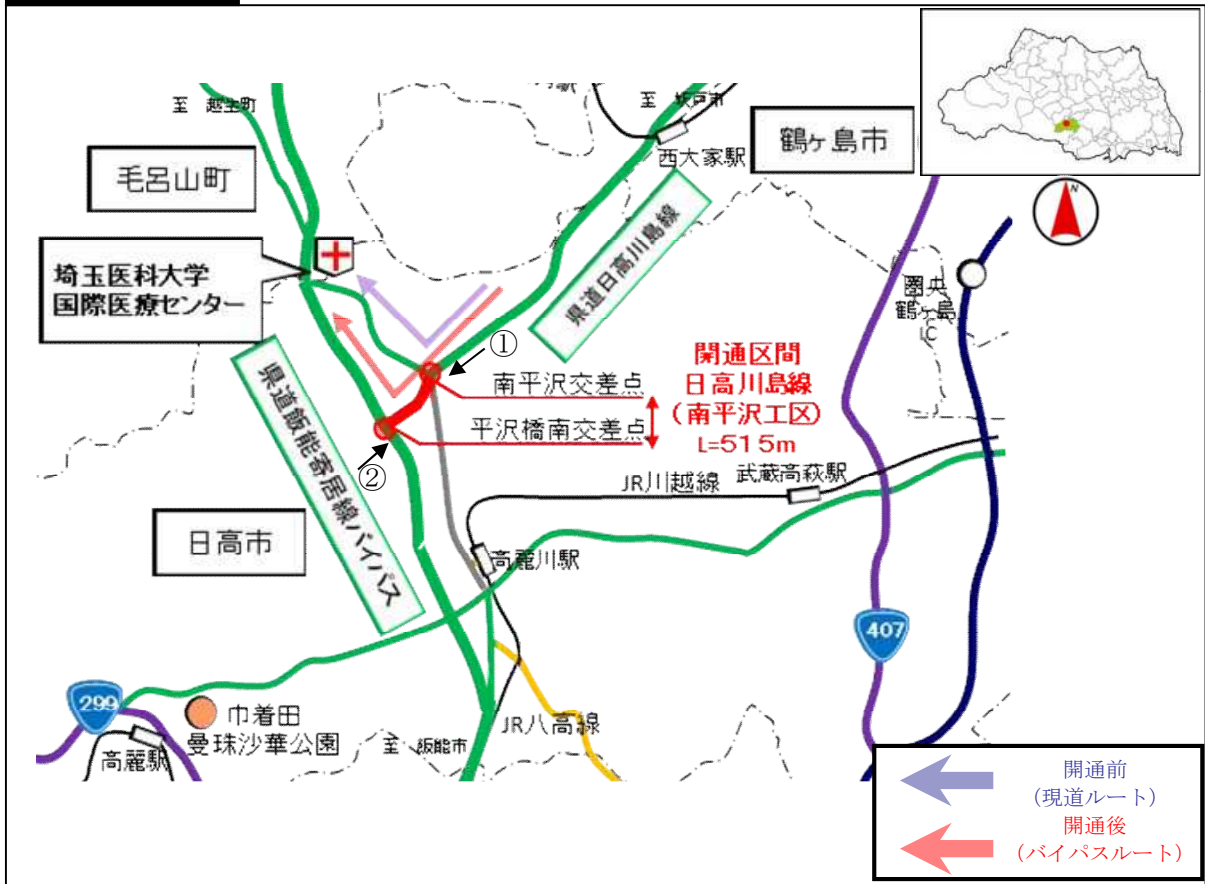 至 越生町
至 坂戸市
西大家駅
鶴ヶ島市
N
毛呂山町
埼玉医科大学
国際医療センター
県道日高川島線
圏央
鶴ヶ島
IC
①
南平沢交差点
平沢橋南交差点
②
開通区間
日高川島線
(南平沢工区)
L=515m
県道飯能寄居線バイパス
JR川越線
武蔵高萩駅
日高市
高麗川駅
407
299
巾着田
曼珠沙華公園
高麗駅
至 飯能市
JR八高線
開通前
(現道ルート)
開通後
(バイパスルート)